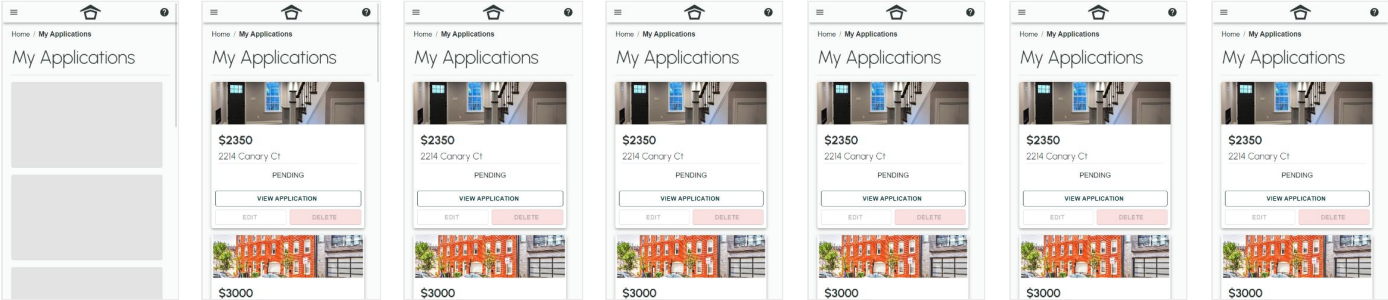 Home / My Applications
My Applications
Home / My Applications
My Applications
$2350
2214 Canary Ct
PENDING
VIEW APPLICATION
EDIT DELETE
$3000
Home / My Applications
My Applications
$2350
2214 Canary Ct
PENDING
VIEW APPLICATION
EDIT DELETE
$3000
Home / My Applications
My Applications
$2350
2214 Canary Ct
PENDING
VIEW APPLICATION
EDIT DELETE
$3000
Home / My Applications
My Applications
$2350
2214 Canary Ct
PENDING
VIEW APPLICATION
EDIT DELETE
$3000
Home / My Applications
My Applications
$2350
2214 Canary Ct
PENDING
VIEW APPLICATION
EDIT DELETE
$3000
Home / My Applications
My Applications
$2350
2214 Canary Ct
PENDING
VIEW APPLICATION
EDIT DELETE
$3000